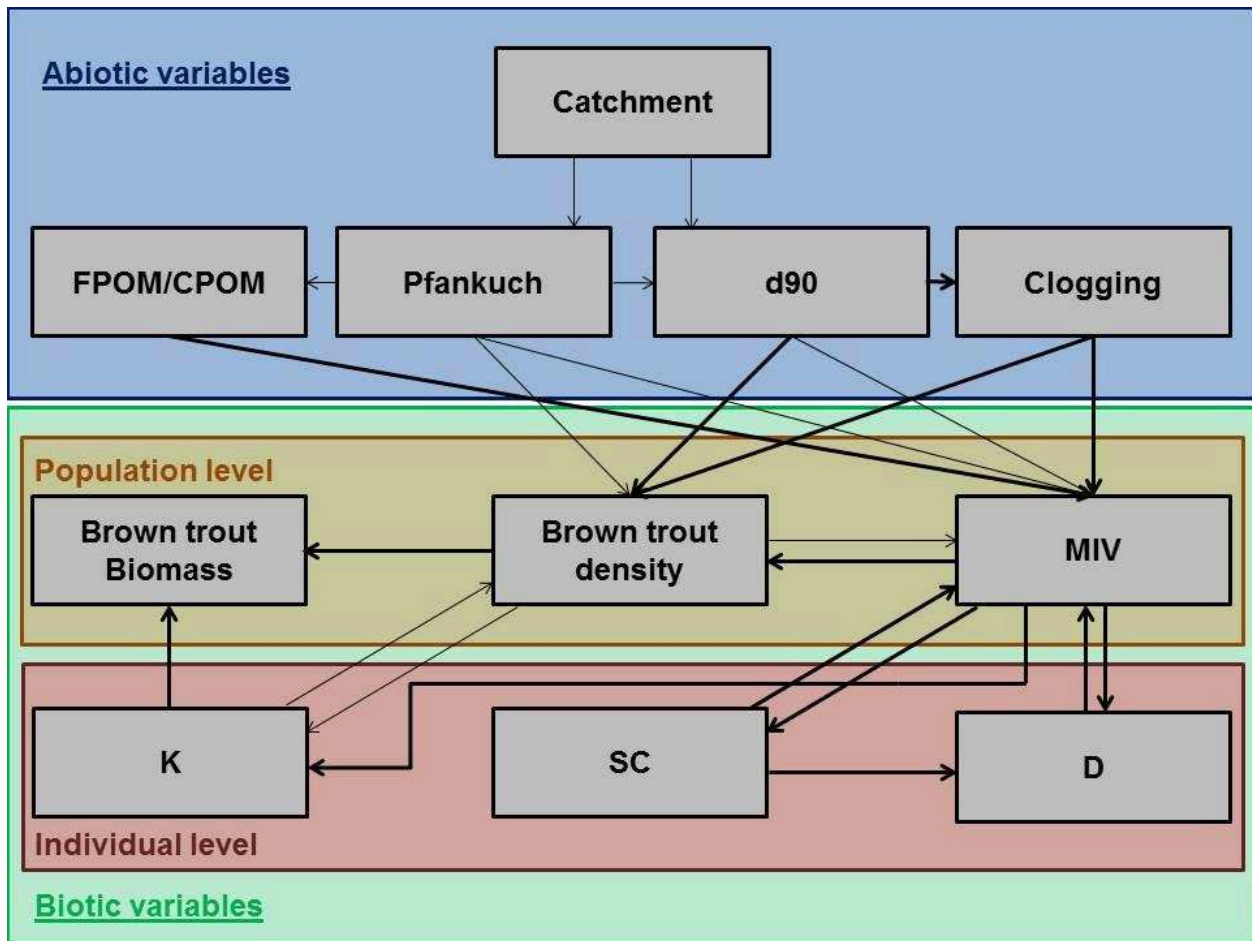 Abiotic variables
Catchment
FPOM/CPOM
Pfankuch
d90
Clogging
Population level
Brown trout
Biomass
Brown trout
density
MIV
K
SC
D
Individual level
Biotic variables